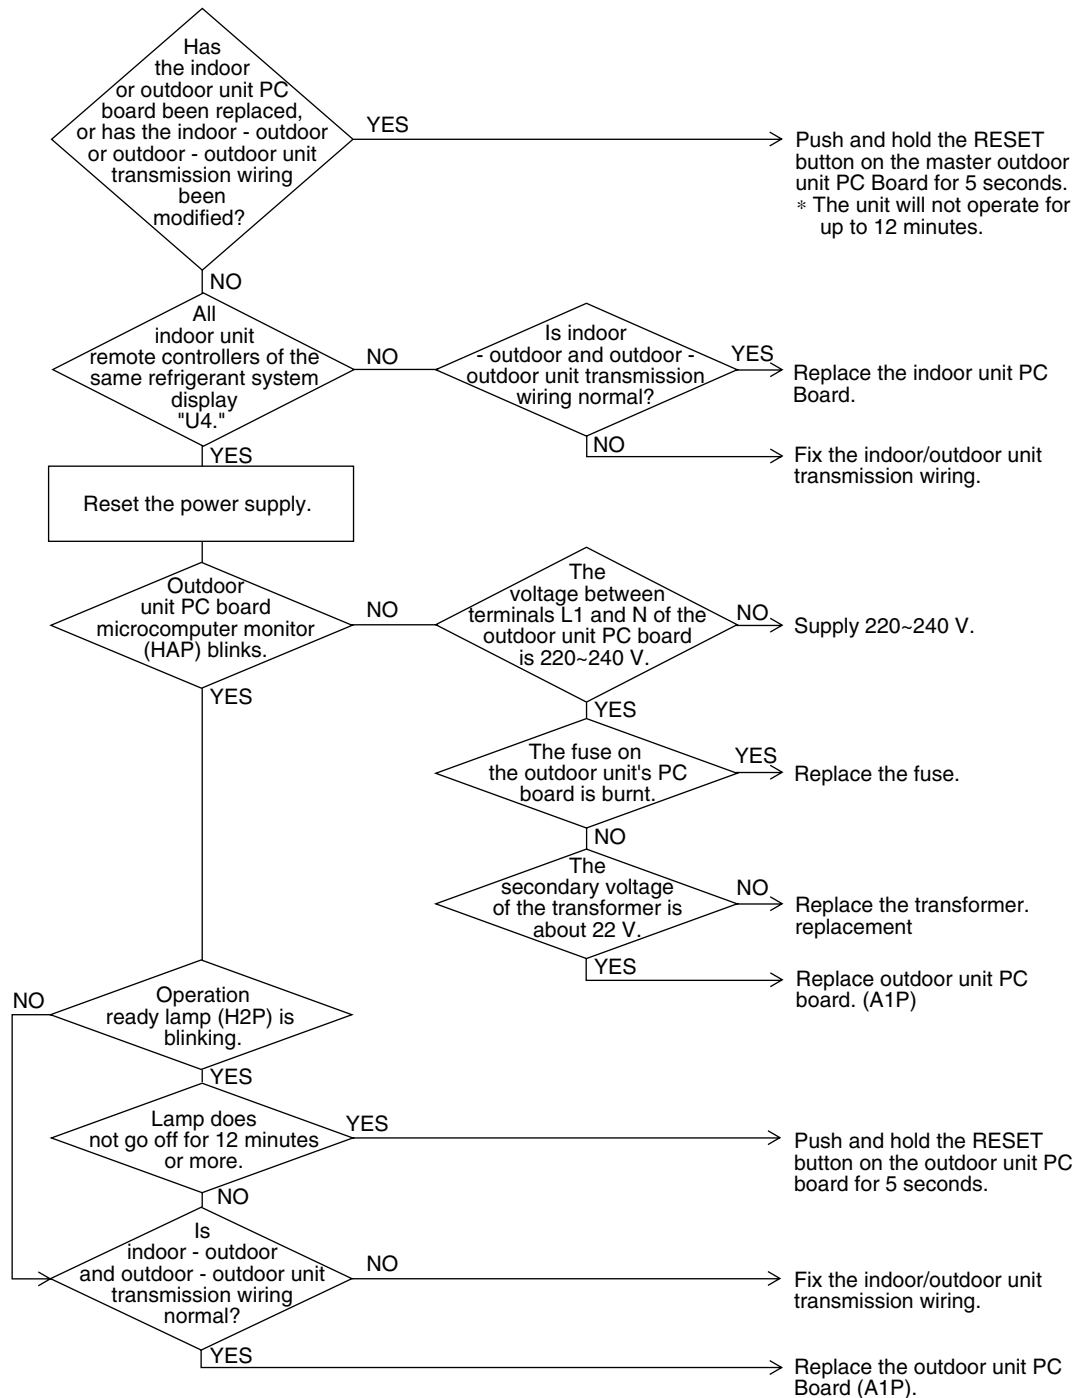 Has
the indoor
or outdoor unit PC
board been replaced,
or has the indoor - outdoor
or outdoor - outdoor unit
transmission wiring
been
modified?
YES
Push and hold the RESET
button on the master outdoor
unit PC Board for 5 seconds.
* The unit will not operate for
up to 12 minutes.
NO
All
indoor unit
remote controllers of the
same refrigerant system
display
"U4."
NO
Is indoor
- outdoor and outdoor -
outdoor unit transmission
wiring normal?
YES
Replace the indoor unit PC
Board.
NO
Fix the indoor/outdoor unit
transmission wiring.
YES
Reset the power supply.
Outdoor
unit PC board
microcomputer monitor
(HAP) blinks.
NO
The
voltage between
terminals L1 and N of the
outdoor unit PC board
is 220~240 V.
NO
Supply 220~240 V.
YES
YES
The fuse on
the outdoor unit's PC
board is burnt.
YES
Replace the fuse.
NO
The
secondary voltage
of the transformer is
about 22 V.
NO
Replace the transformer.
replacement
YES
Replace outdoor unit PC
board. (A1P)
NO
Operation
ready lamp (H2P) is
blinking.
YES
Lamp does
not go off for 12 minutes
or more.
YES
Push and hold the RESET
button on the outdoor unit PC
board for 5 seconds.
NO
Is
indoor - outdoor
and outdoor - outdoor unit
transmission wiring
normal?
NO
Fix the indoor/outdoor unit
transmission wiring.
YES
Replace the outdoor unit PC
Board (A1P).